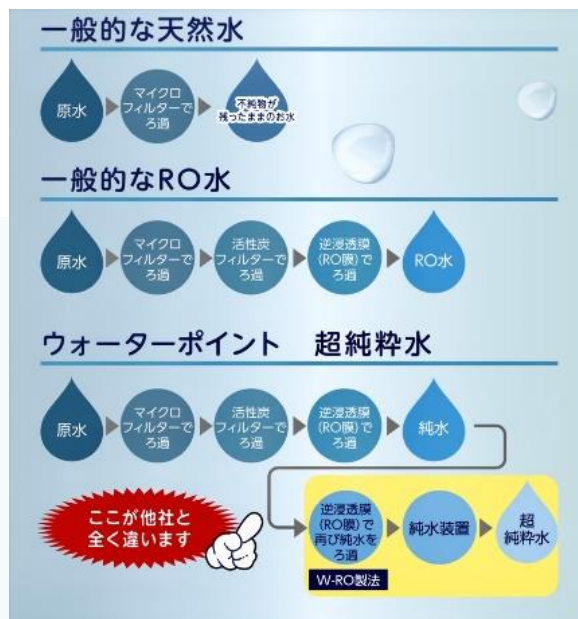 一般的な天然水
原水
マイクロ
フィルターで
ろ過
不純物が
残ったままのお水
一般的なRO水
原水
マイクロ
フィルターで
ろ過
活性炭
フィルターで
ろ過
逆浸透膜
(RO膜)で
ろ過
RO水
ウォーターポイント 超純粋水
原水
マイクロ
フィルターで
ろ過
活性炭
フィルターで
ろ過
逆浸透膜
(RO膜)で
ろ過
純水
ここが他社と
全く違います
逆浸透膜
(RO膜)で
再び純水を
ろ過
純水装置
超
純粋水
W-RO製法